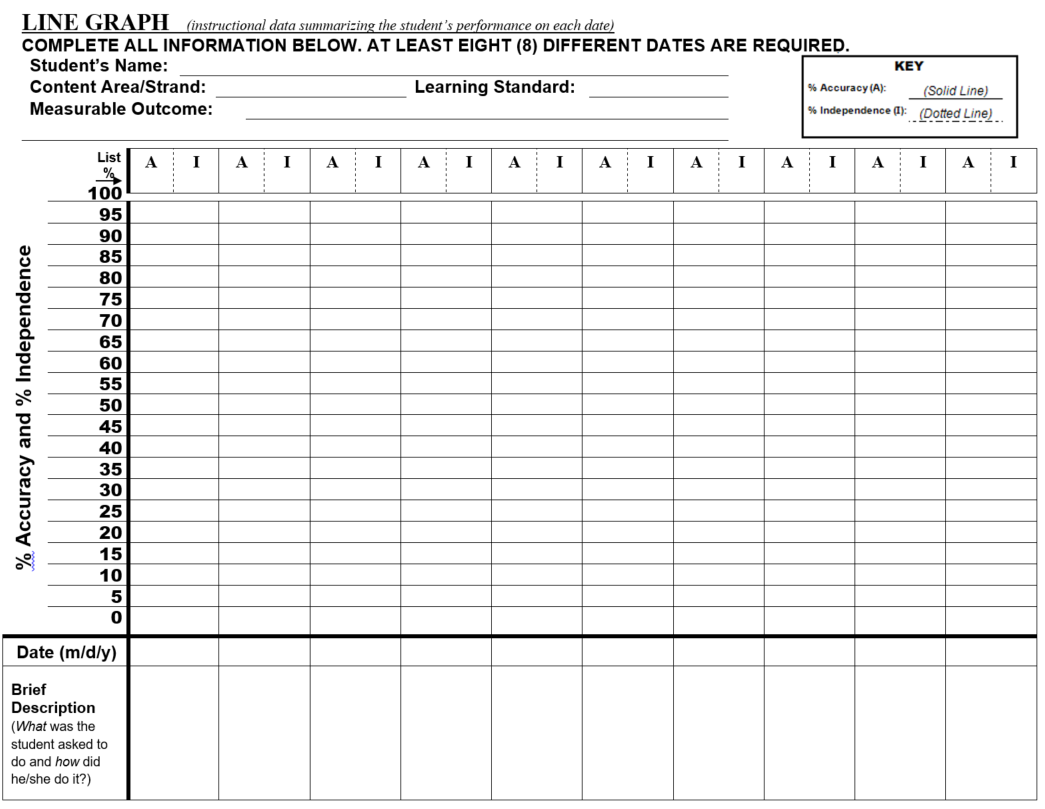 LINE GRAPH (instructional data summarizing the student's performance on each date)
COMPLETE ALL INFORMATION BELOW. AT LEAST EIGHT (8) DIFFERENT DATES ARE REQUIRED.
Student's Name:
Content Area/Strand: Learning Standard:
Measurable Outcome:
KEY
% Accuracy (A): (Solid Line)
% Independence (I): (Dotted Line)
List A I A I A I A I A I A I A I A I A I A I
%
100
95
90
85
80
75
70
65
60
55
50
45
40
35
30
25
20
15
10
5
0
% Accuracy and % Independence
Date (m/d/y)
Brief
Description
(What was the
student asked to
do and how did
he/she do it?)